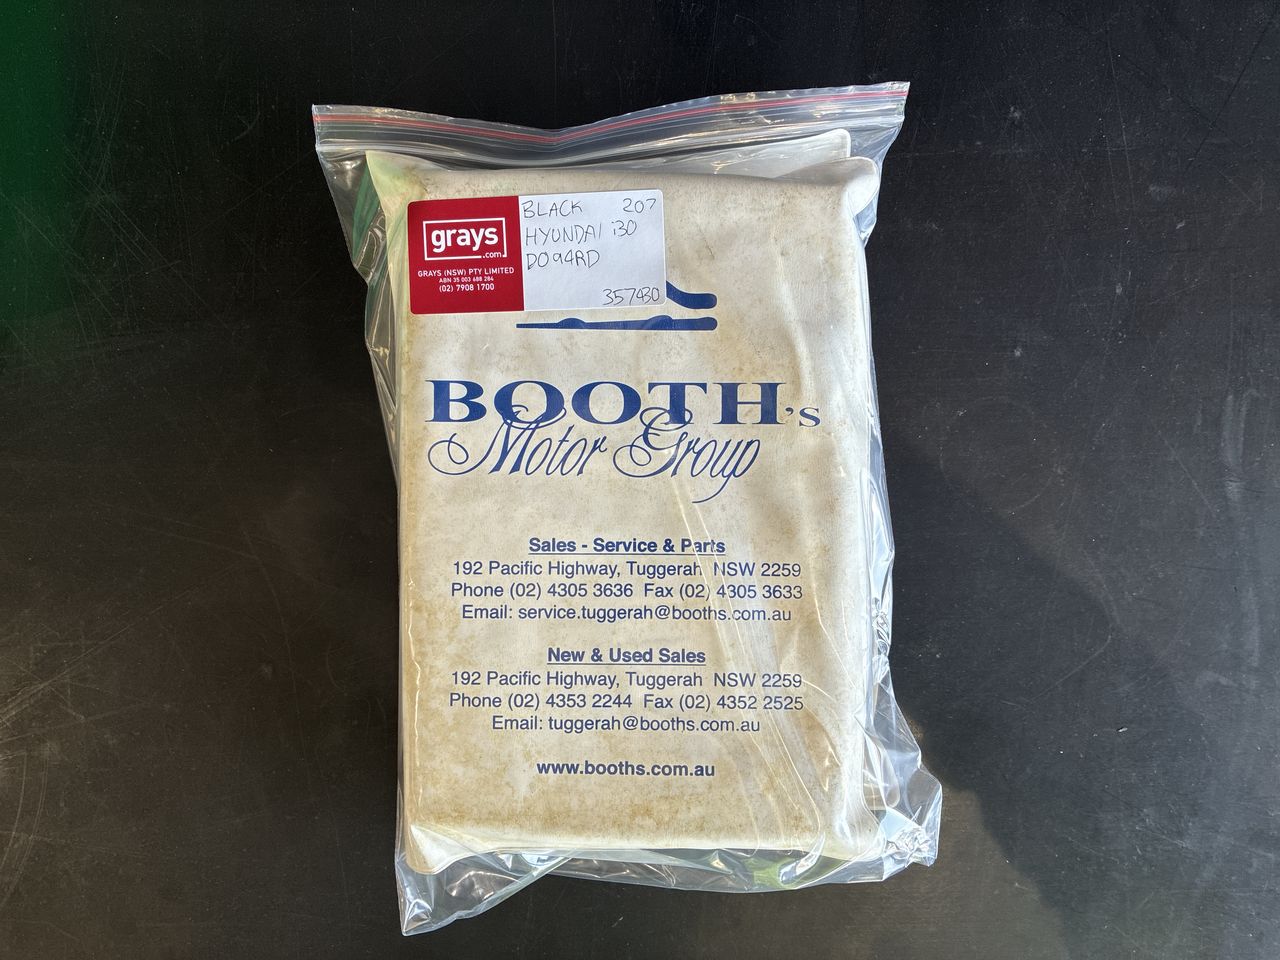 grays
.com
GRAYS (NSW) PTY LIMITED
ABN 35 003 688 284
(02) 7908 1700
BLACK 207
HYUNDAI i30
DO94RD
357430
BOOTH's
Motor Group
Sales - Service & Parts
192 Pacific Highway, Tuggerah NSW 2259
Phone (02) 4305 3636 Fax (02) 4305 3633
Email: service.tuggerah@booths.com.au
New & Used Sales
192 Pacific Highway, Tuggerah NSW 2259
Phone (02) 4353 2244 Fax (02) 4352 2525
Email: tuggerah@booths.com.au
www.booths.com.au